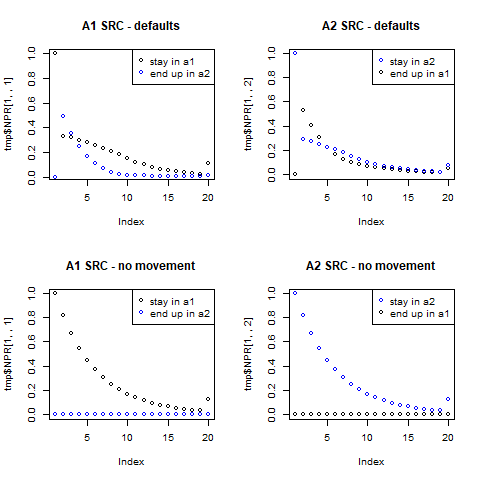 A1 SRC - defaults
tmp$NPR[1, , 1]
1.0
0.8
0.6
0.4
0.2
0.0
stay in a1
end up in a2
5
10
15
20
Index
A2 SRC - defaults
tmp$NPR[1, , 2]
1.0
0.8
0.6
0.4
0.2
0.0
stay in a2
end up in a1
5
10
15
20
Index
A1 SRC - no movement
tmp$NPR[1, , 1]
1.0
0.8
0.6
0.4
0.2
0.0
stay in a1
end up in a2
5
10
15
20
Index
A2 SRC - no movement
tmp$NPR[1, , 2]
1.0
0.8
0.6
0.4
0.2
0.0
stay in a2
end up in a1
5
10
15
20
Index